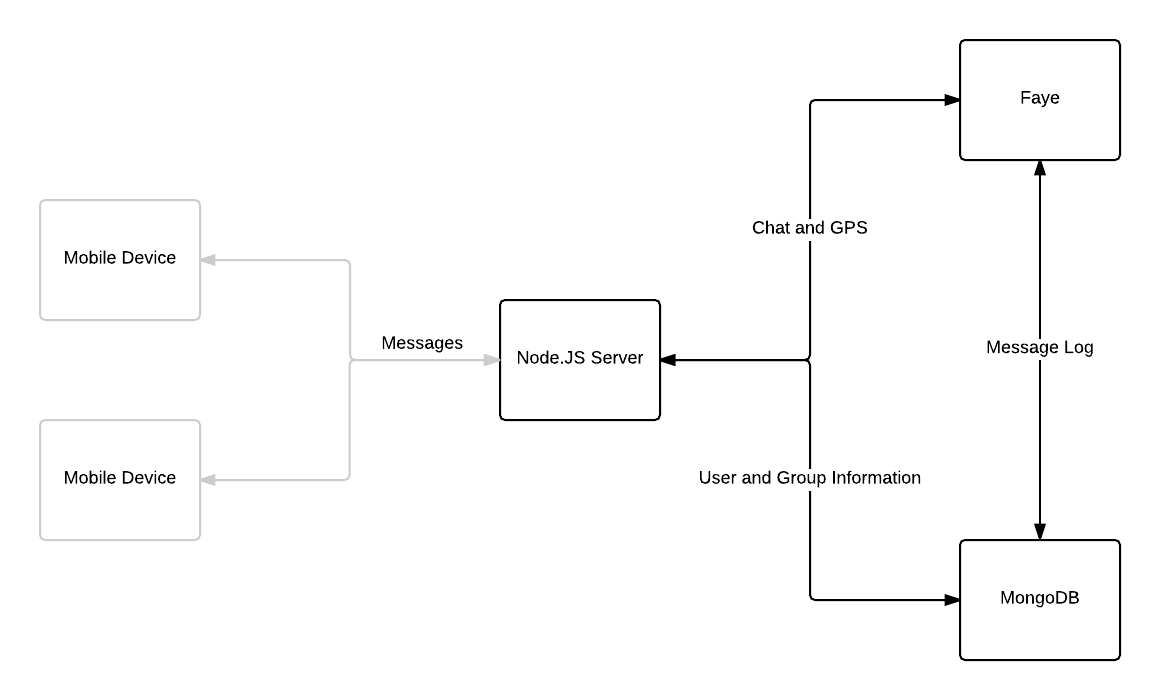 Faye
Chat and GPS
Mobile Device
Messages
Node.JS Server
Message Log
Mobile Device
User and Group Information
MongoDB